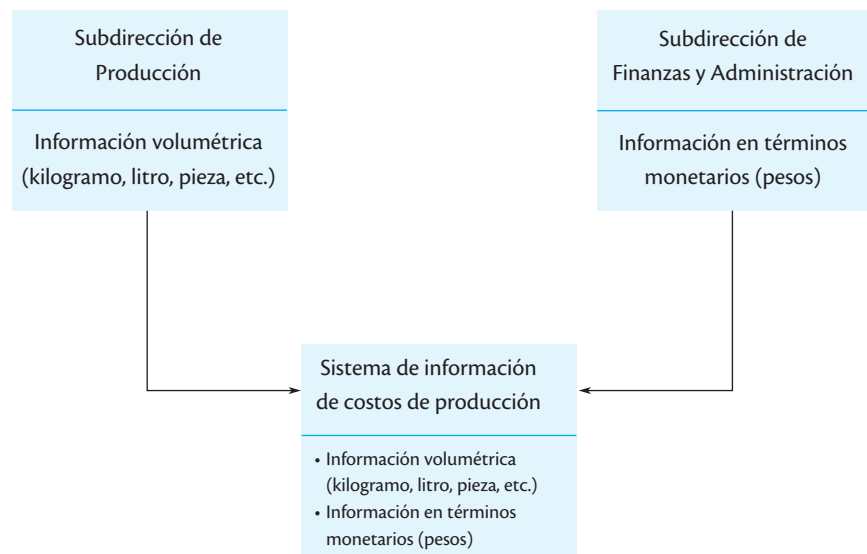 Subdirección de
Producción
Información volumétrica
(kilogramo, litro, pieza, etc.)
Subdirección de
Finanzas y Administración
Información en términos
monetarios (pesos)
Sistema de información
de costos de producción
• Información volumétrica
(kilogramo, litro, pieza, etc.)
• Información en términos
monetarios (pesos)